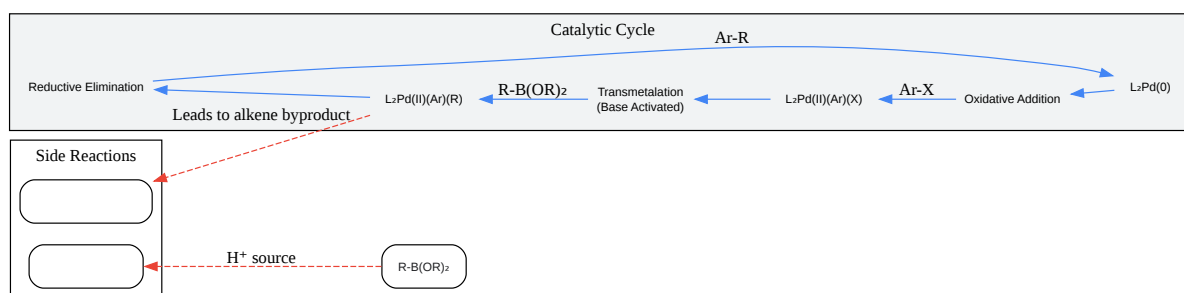 Catalytic Cycle
Ar-R
Reductive Elimination
L₂Pd(II)(Ar)(R)
R-B(OR)₂
Transmetalation
(Base Activated)
L₂Pd(II)(Ar)(X)
Ar-X
Oxidative Addition
L₂Pd(0)
Leads to alkene byproduct
Side Reactions
H⁺ source
R-B(OR)₂